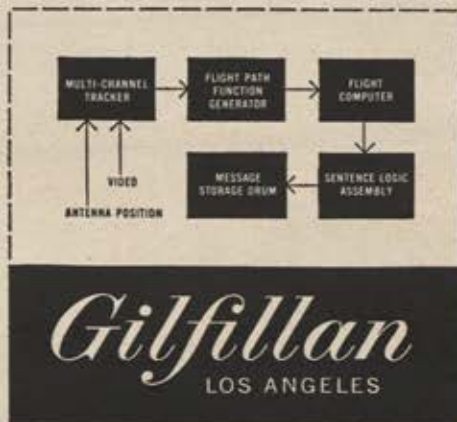 MULTI-CHANNEL
TRACKER
FLIGHT PATH
FUNCTION
GENERATOR
FLIGHT
COMPUTER
VIDEO
ANTENNA POSITION
MESSAGE
STORAGE DRUM
SENTENCE LOGIC
ASSEMBLY
Gilfillan
LOS ANGELES